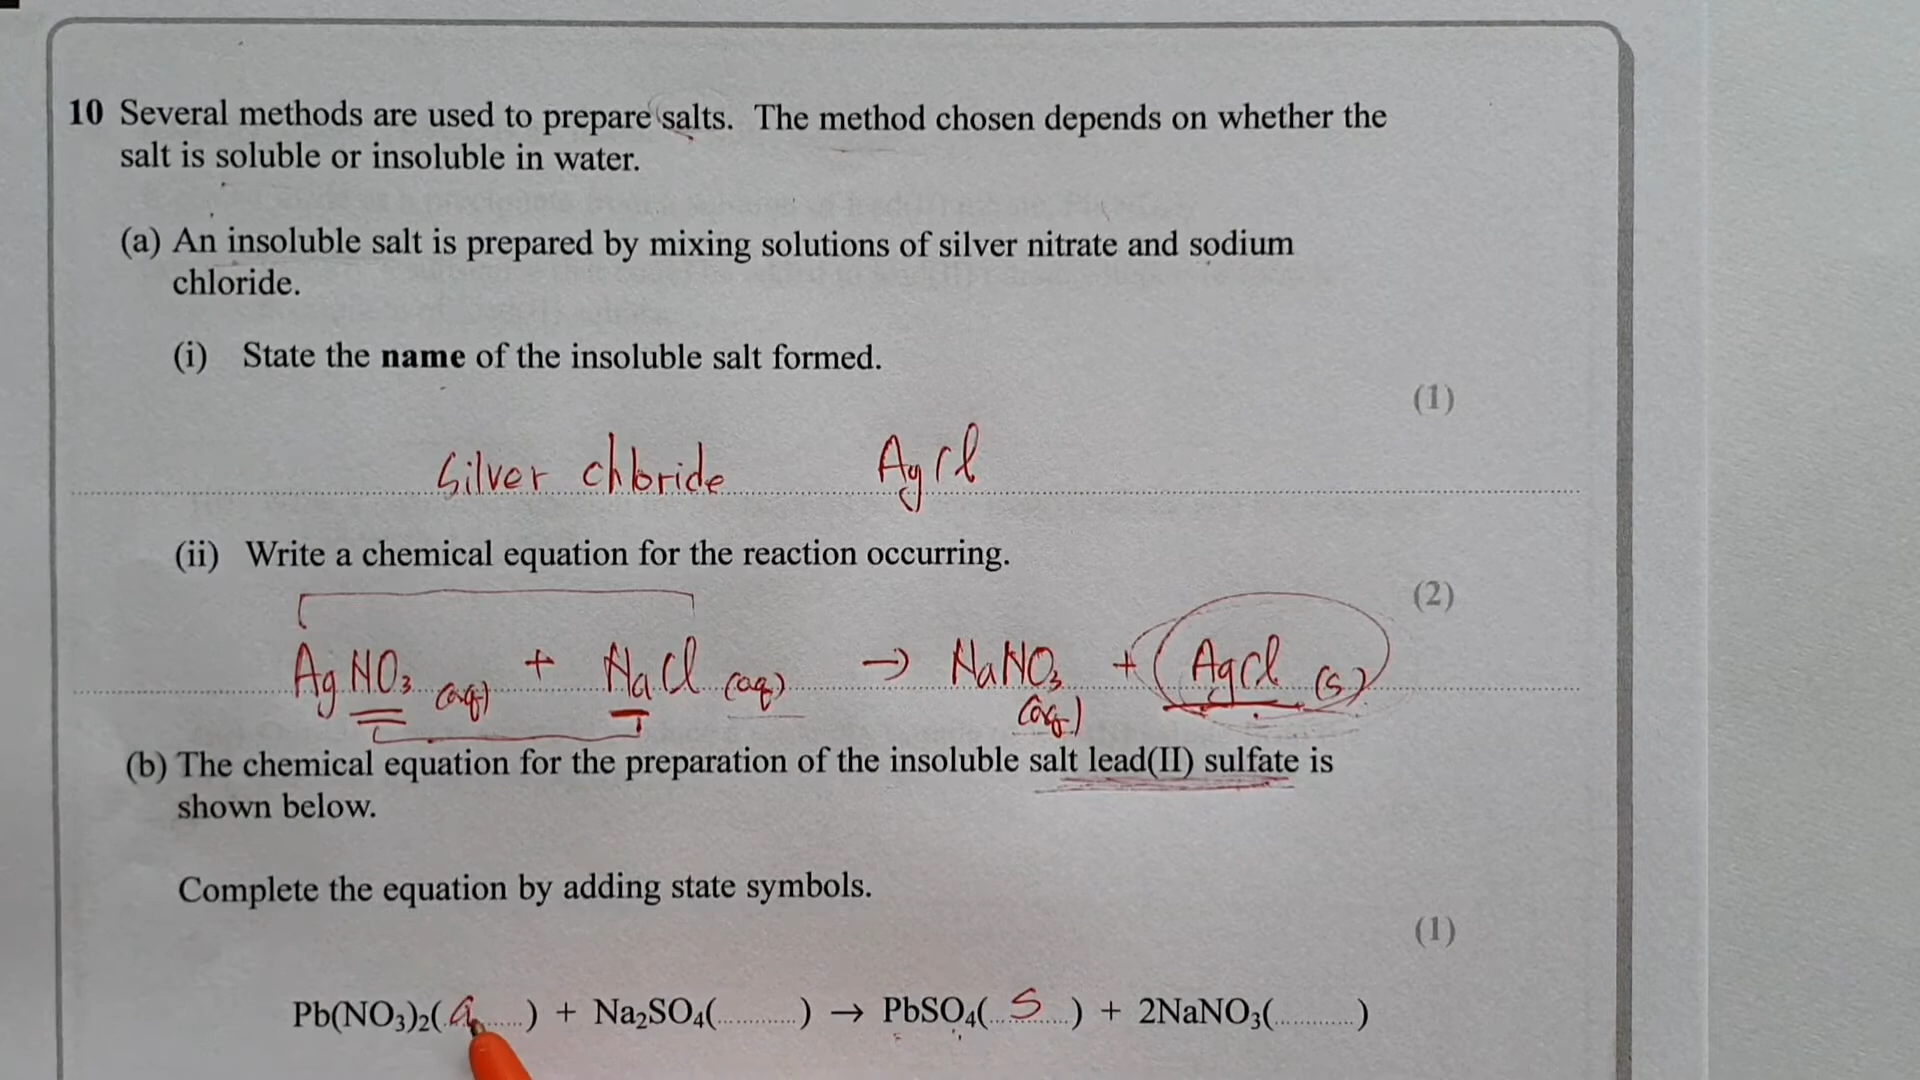 10 Several methods are used to prepare salts. The method chosen depends on whether the
salt is soluble or insoluble in water.
(a) An insoluble salt is prepared by mixing solutions of silver nitrate and sodium
chloride.
(i) State the name of the insoluble salt formed.
(1)
Silver chloride AgCl
(ii) Write a chemical equation for the reaction occurring.
(2)
AgNO₃ (aq) + NaCl (aq) → NaNO₃ (aq) + AgCl (s)
(b) The chemical equation for the preparation of the insoluble salt lead(II) sulfate is
shown below.
Complete the equation by adding state symbols.
(1)
Pb(NO₃)₂(a............) + Na₂SO₄(............) → PbSO₄(...S...) + 2NaNO₃(............)